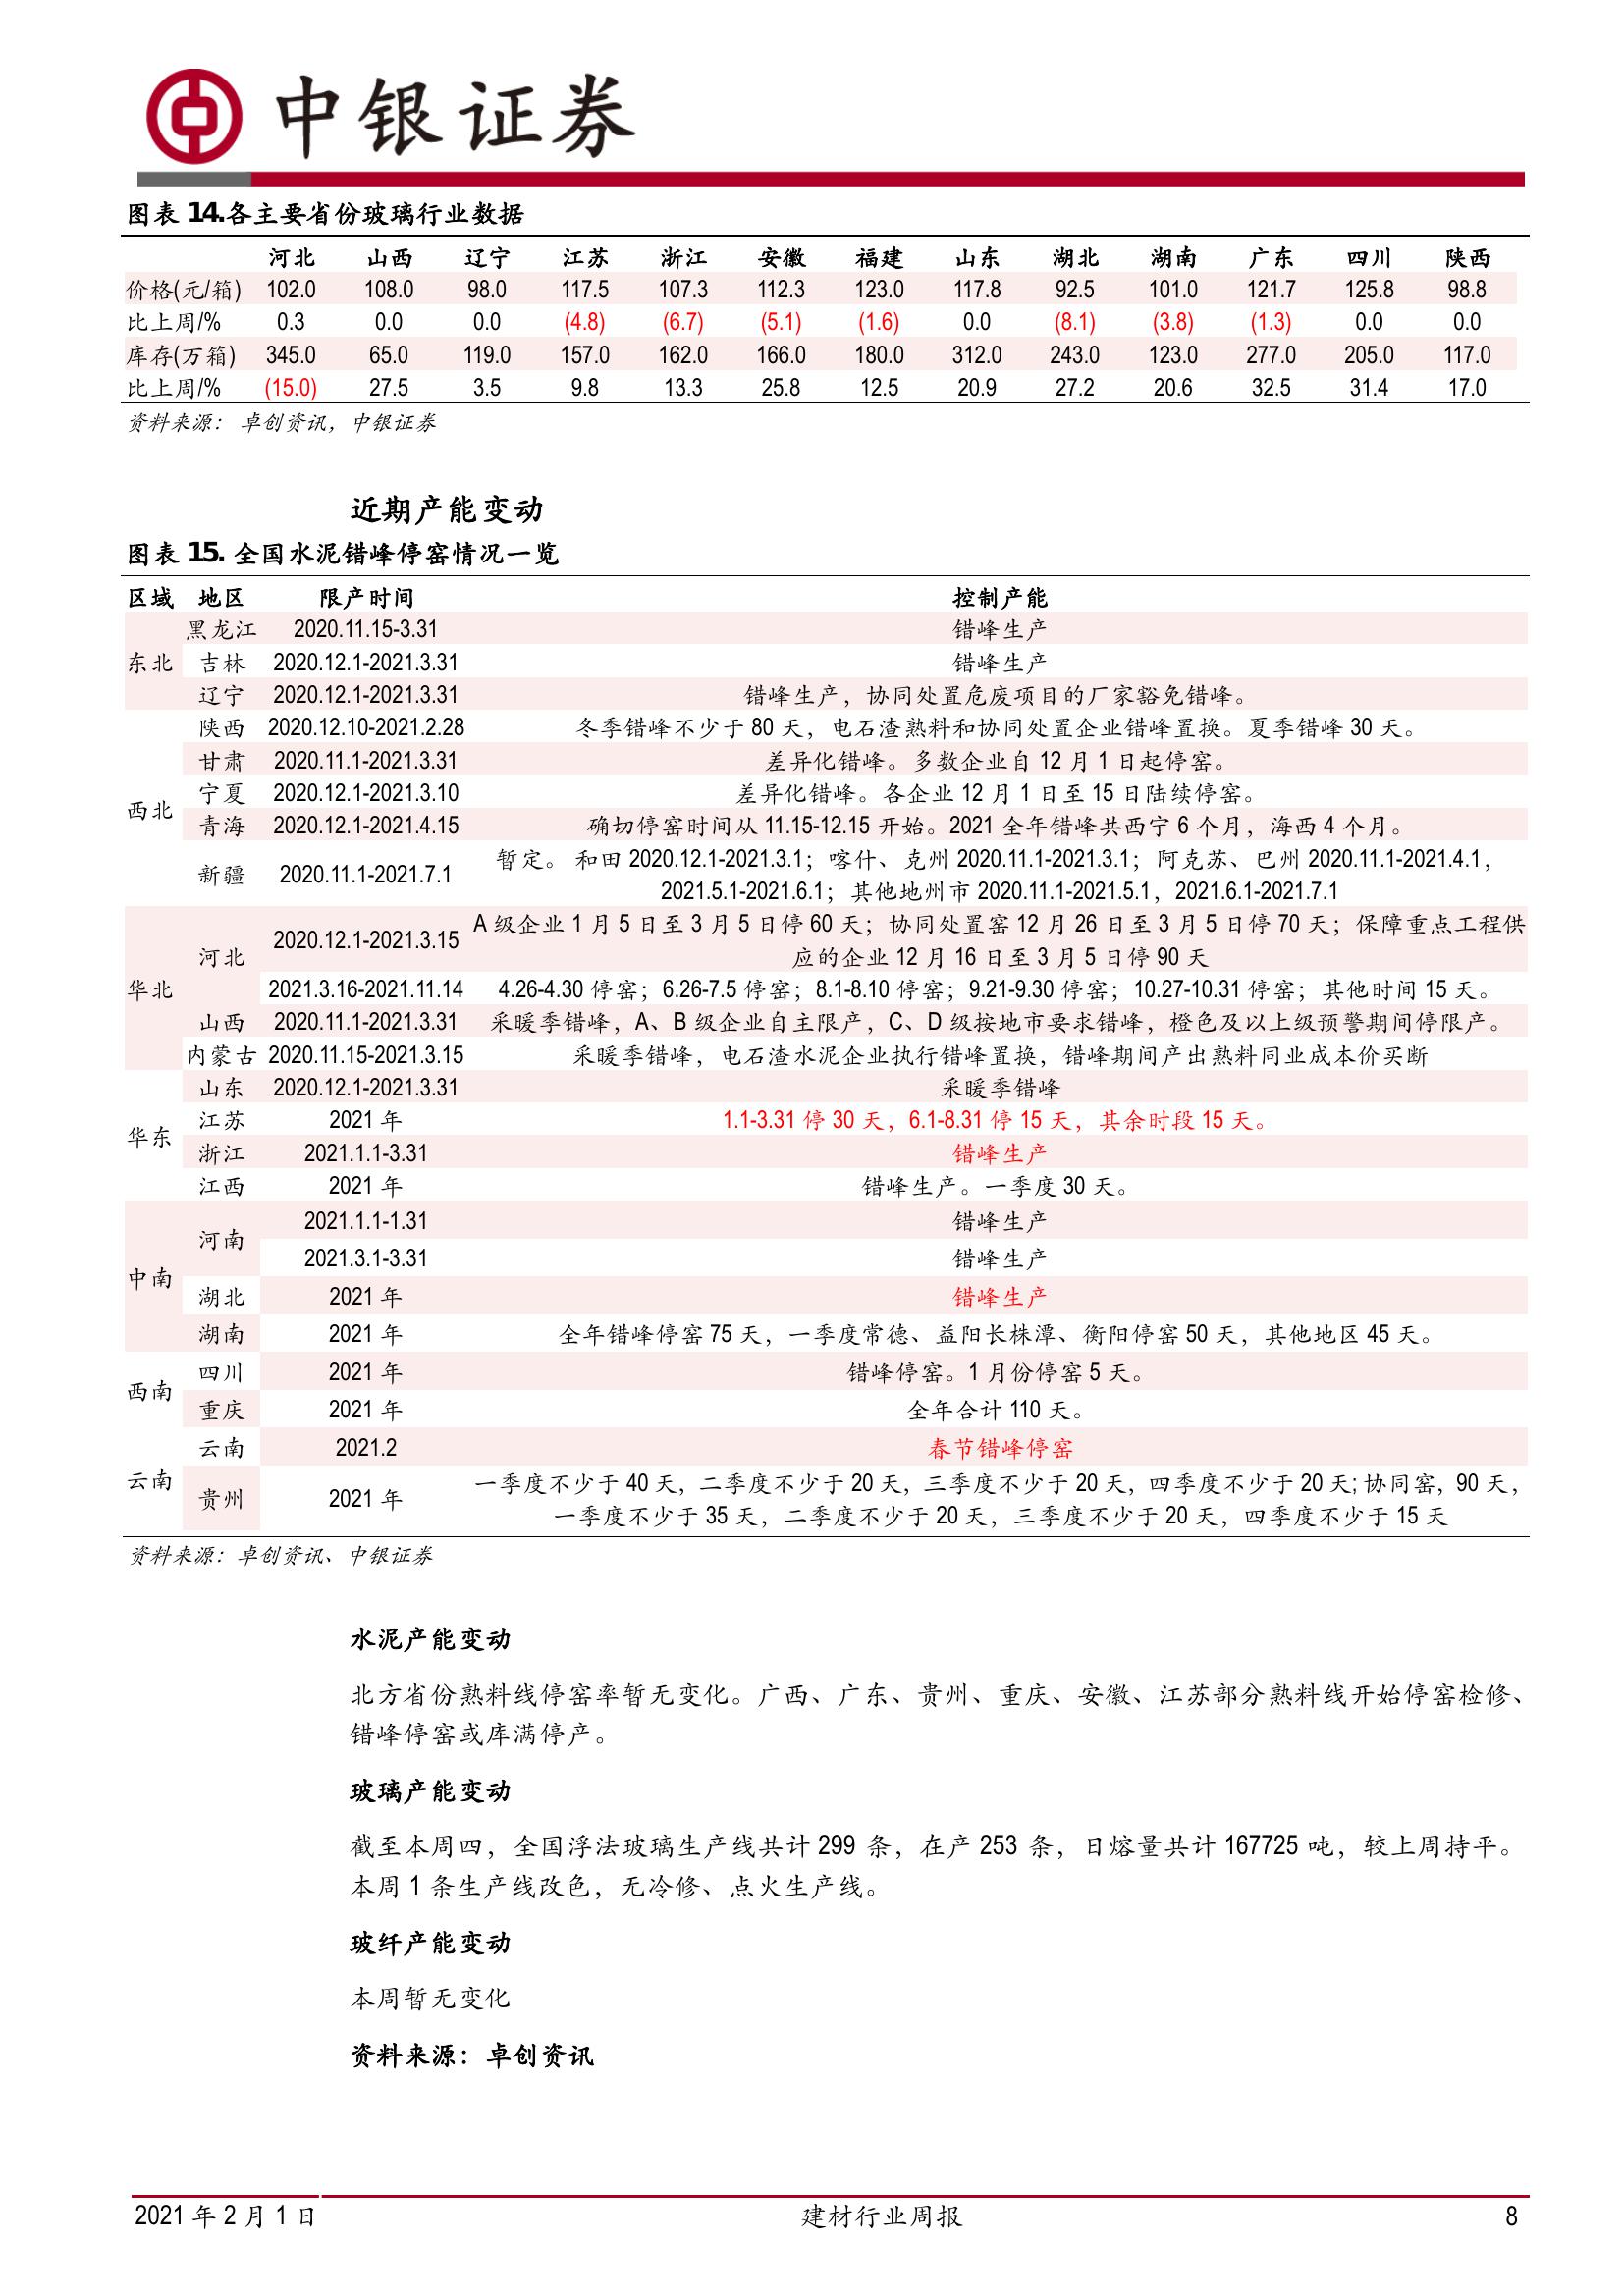 中银证券
图表 14.各主要省份玻璃行业数据
河北 山西 辽宁 江苏 浙江 安徽 福建 山东 湖北 湖南 广东 四川 陕西
价格(元/箱) 102.0 108.0 98.0 117.5 107.3 112.3 123.0 117.8 92.5 101.0 121.7 125.8 98.8
比上周/% 0.3 0.0 0.0 (4.8) (6.7) (5.1) (1.6) 0.0 (8.1) (3.8) (1.3) 0.0 0.0
库存(万箱) 345.0 65.0 119.0 157.0 162.0 166.0 180.0 312.0 243.0 123.0 277.0 205.0 117.0
比上周/% (15.0) 27.5 3.5 9.8 13.3 25.8 12.5 20.9 27.2 20.6 32.5 31.4 17.0
资料来源：卓创资讯，中银证券
近期产能变动
图表 15. 全国水泥错峰停窑情况一览
区域 地区 限产时间 控制产能
黑龙江 2020.11.15-3.31 错峰生产
东北 吉林 2020.12.1-2021.3.31 错峰生产
辽宁 2020.12.1-2021.3.31 错峰生产，协同处置危废项目的厂家豁免错峰。
陕西 2020.12.10-2021.2.28 冬季错峰不少于 80 天，电石渣熟料和协同处置企业错峰置换。夏季错峰 30 天。
甘肃 2020.11.1-2021.3.31 差异化错峰。多数企业自 12 月 1 日起停窑。
西北 宁夏 2020.12.1-2021.3.10 差异化错峰。各企业 12 月 1 日至 15 日陆续停窑。
青海 2020.12.1-2021.4.15 确切停窑时间从 11.15-12.15 开始。2021 全年错峰共西宁 6 个月，海西 4 个月。
新疆 2020.11.1-2021.7.1 暂定。 和田 2020.12.1-2021.3.1；喀什、克州 2020.11.1-2021.3.1；阿克苏、巴州 2020.11.1-2021.4.1，
2021.5.1-2021.6.1；其他地州市 2020.11.1-2021.5.1，2021.6.1-2021.7.1
华北 河北 2020.12.1-2021.3.15 A 级企业 1 月 5 日至 3 月 5 日停 60 天；协同处置窑 12 月 26 日至 3 月 5 日停 70 天；保障重点工程供
应的企业 12 月 16 日至 3 月 5 日停 90 天
2021.3.16-2021.11.14 4.26-4.30 停窑；6.26-7.5 停窑；8.1-8.10 停窑；9.21-9.30 停窑；10.27-10.31 停窑；其他时间 15 天。
山西 2020.11.1-2021.3.31 采暖季错峰，A、B 级企业自主限产，C、D 级按地市要求错峰，橙色及以上级预警期间停限产。
内蒙古 2020.11.15-2021.3.15 采暖季错峰，电石渣水泥企业执行错峰置换，错峰期间产出熟料同业成本价买断
山东 2020.12.1-2021.3.31 采暖季错峰
华东 江苏 2021 年 1.1-3.31 停 30 天，6.1-8.31 停 15 天，其余时段 15 天。
浙江 2021.1.1-3.31 错峰生产
江西 2021 年 错峰生产。一季度 30 天。
中南 河南 2021.1.1-1.31 错峰生产
2021.3.1-3.31 错峰生产
湖北 2021 年 错峰生产
湖南 2021 年 全年错峰停窑 75 天，一季度常德、益阳长株潭、衡阳停窑 50 天，其他地区 45 天。
西南 四川 2021 年 错峰停窑。1 月份停窑 5 天。
重庆 2021 年 全年合计 110 天。
云南 云南 2021.2 春节错峰停窑
贵州 2021 年 一季度不少于 40 天，二季度不少于 20 天，三季度不少于 20 天，四季度不少于 20 天; 协同窑，90 天，
一季度不少于 35 天，二季度不少于 20 天，三季度不少于 20 天，四季度不少于 15 天
资料来源：卓创资讯、中银证券
水泥产能变动
北方省份熟料线停窑率暂无变化。广西、广东、贵州、重庆、安徽、江苏部分熟料线开始停窑检修、
错峰停窑或库满停产。
玻璃产能变动
截至本周四，全国浮法玻璃生产线共计 299 条，在产 253 条，日熔量共计 167725 吨，较上周持平。
本周 1 条生产线改色，无冷修、点火生产线。
玻纤产能变动
本周暂无变化
资料来源：卓创资讯
2021 年 2 月 1 日 建材行业周报 8